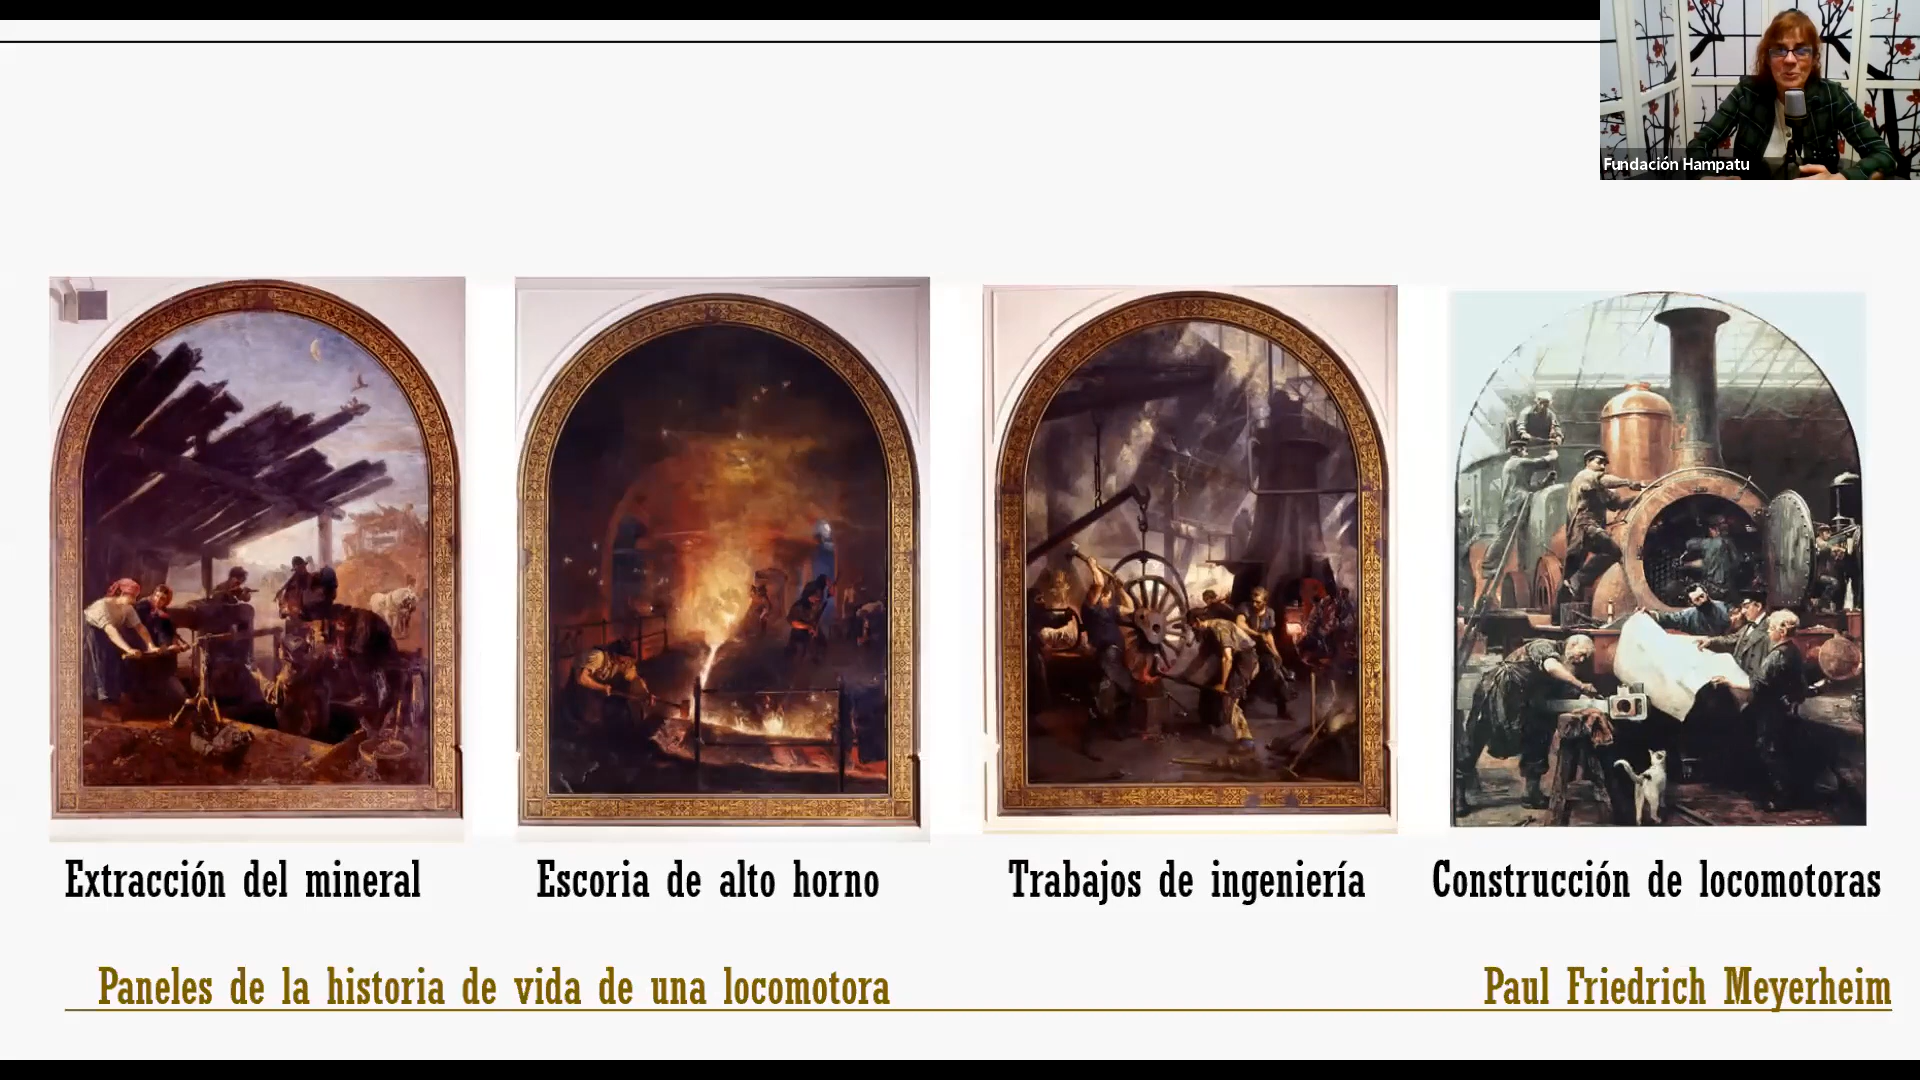 Fundación Hampatu
Extracción del mineral
Escoria de alto horno
Trabajos de ingeniería
Construcción de locomotoras
Paneles de la historia de vida de una locomotora
Paul Friedrich Meyerheim